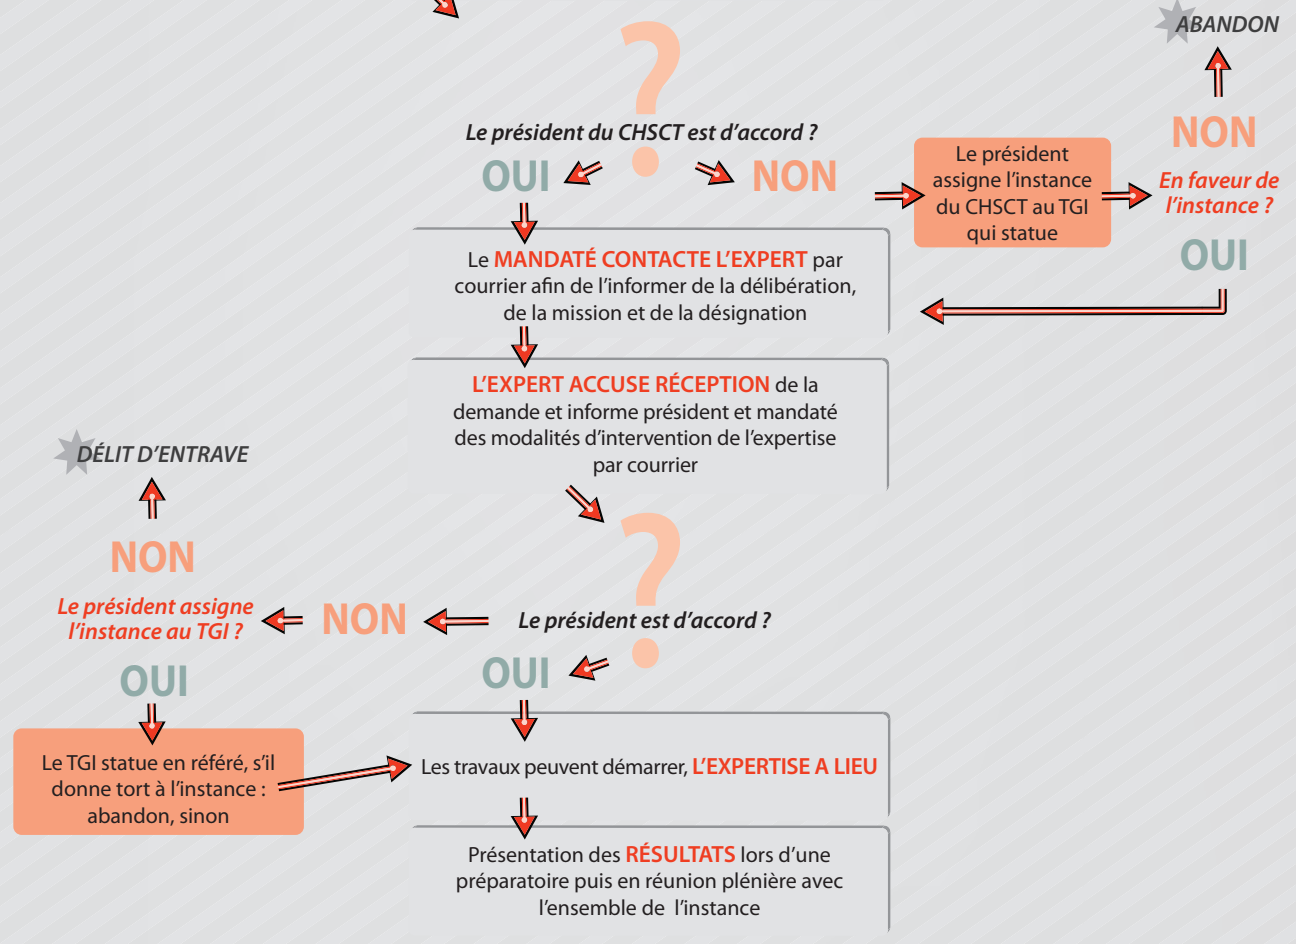 ?
ABANDON
Le président du CHSCT est d'accord ?
OUI
NON
Le président
assigne l'instance
du CHSCT au TGI
qui statue
NON
En faveur de
l'instance ?
OUI
Le MANDATÉ CONTACTE L'EXPERT par
courrier afin de l'informer de la délibération,
de la mission et de la désignation
L'EXPERT ACCUSE RÉCEPTION de la
demande et informe président et mandaté
des modalités d'intervention de l'expertise
par courrier
?
Le président est d'accord ?
NON
OUI
DÉLIT D'ENTRAVE
NON
Le président assigne
l'instance au TGI ?
OUI
Le TGI statue en référé, s'il
donne tort à l'instance :
abandon, sinon
Les travaux peuvent démarrer, L'EXPERTISE A LIEU
Présentation des RÉSULTATS lors d'une
préparatoire puis en réunion plénière avec
l'ensemble de l'instance